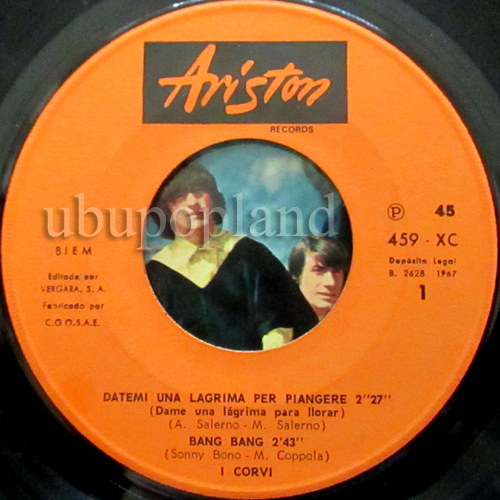 Ariston
RECORDS
ubupopland
BIEM
Editado por
VERGARA, S. A.
Fabricado por
C.G.O.S.A.E.
Ⓟ 45
459 - XC
Depósito Legal
B. 2628 1967
1
DATEMI UNA LAGRIMA PER PIANGERE 2''27''
(Dame una lágrima para llorar)
(A. Salerno - M. Salerno)
BANG BANG 2'43''
(Sonny Bono - M. Coppola)
I CORVI